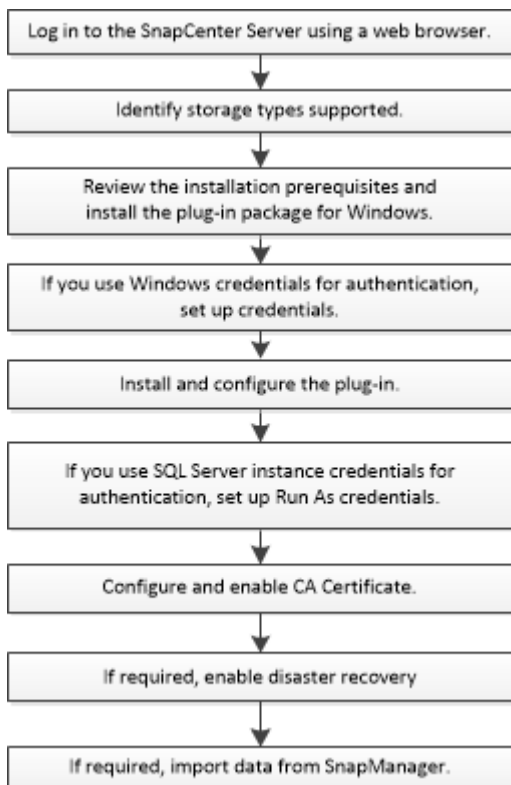 Log in to the SnapCenter Server using a web browser.
Identify storage types supported.
Review the installation prerequisites and
install the plug-in package for Windows.
If you use Windows credentials for authentication,
set up credentials.
Install and configure the plug-in.
If you use SQL Server instance credentials for
authentication, set up Run As credentials.
Configure and enable CA Certificate.
If required, enable disaster recovery
If required, import data from SnapManager.